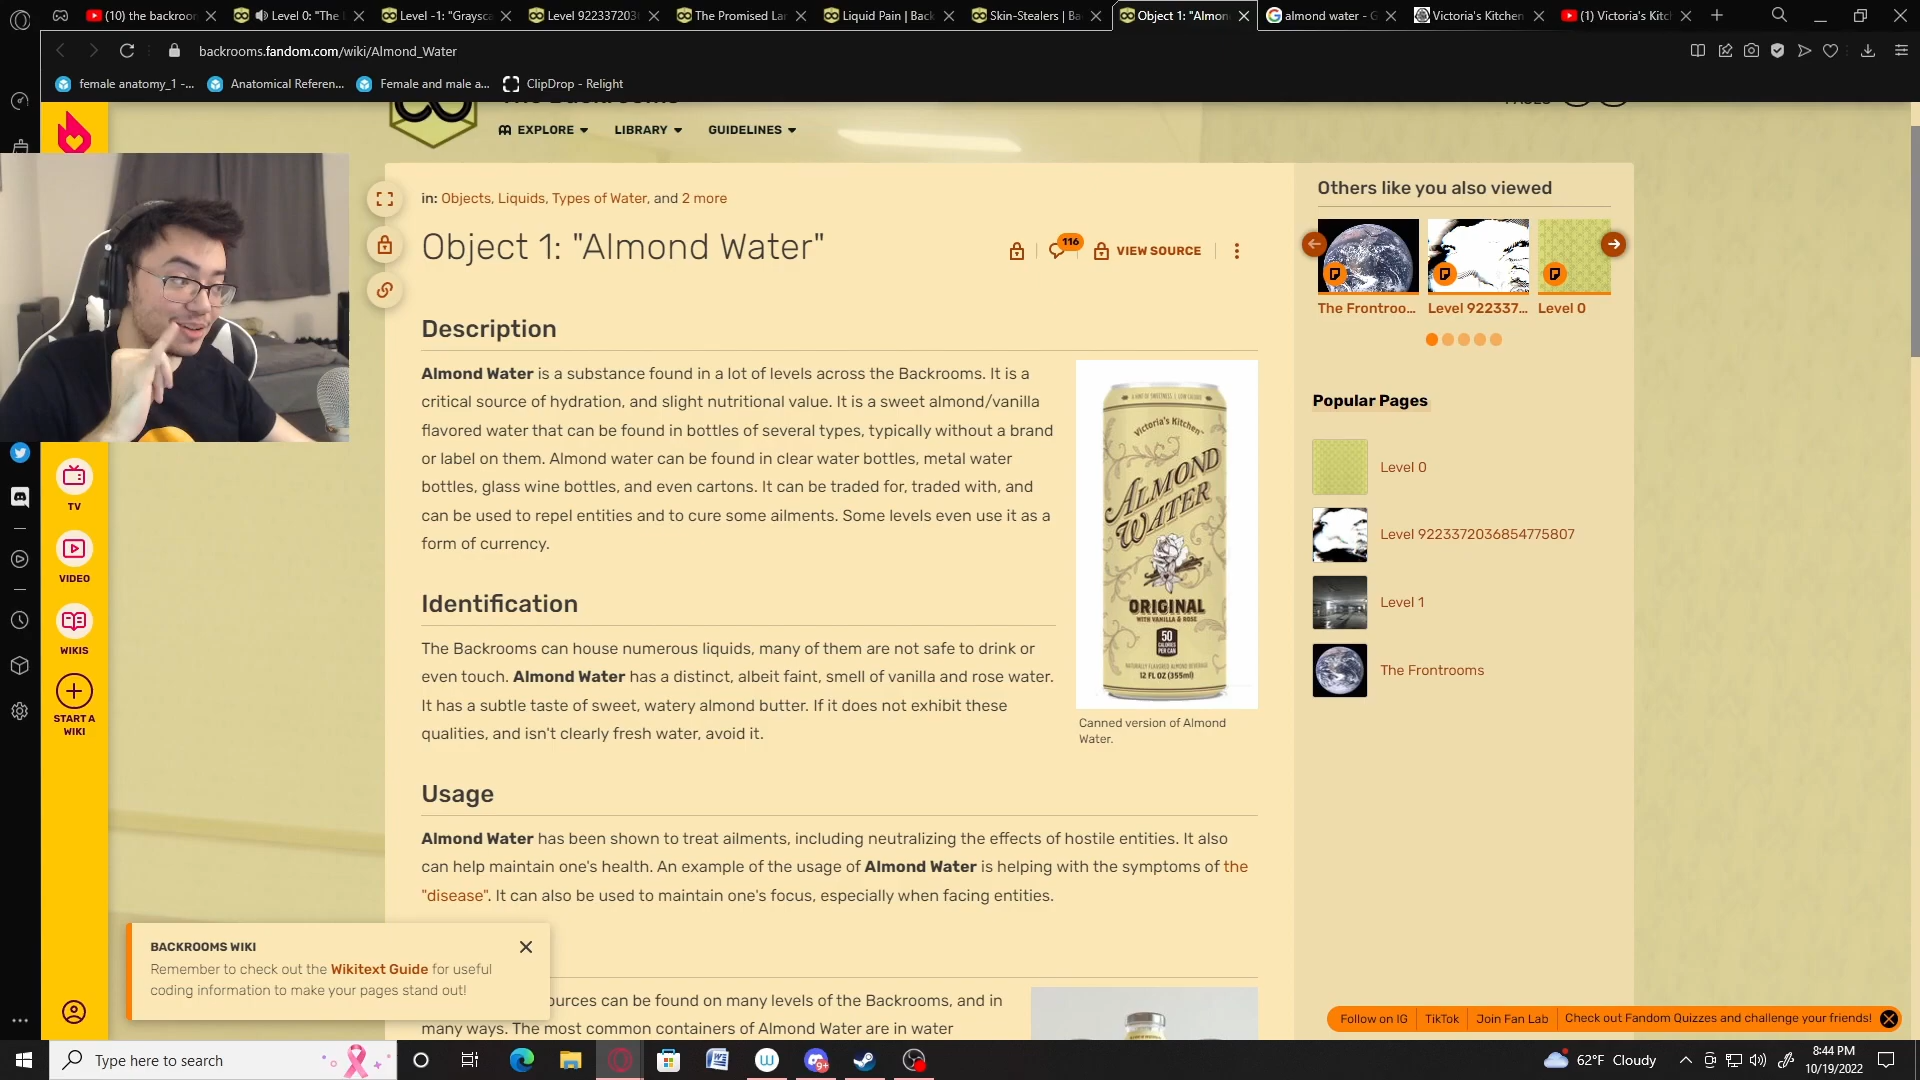 (10) the backroom
Level 0: "The L
Level -1: "Graysca
Level 922337203
The Promised Lan
Liquid Pain | Back
Skin-Stealers | Ba
Object 1: "Almon
almond water - G
Victoria's Kitchen
(1) Victoria's Kitc
backrooms.fandom.com/wiki/Almond_Water
female anatomy_1 -...
Anatomical Referen...
Female and male a...
ClipDrop - Relight
EXPLORE
LIBRARY
GUIDELINES
in: Objects, Liquids, Types of Water, and 2 more
Object 1: "Almond Water"
116
VIEW SOURCE
Description
Almond Water is a substance found in a lot of levels across the Backrooms. It is a
critical source of hydration, and slight nutritional value. It is a sweet almond/vanilla
flavored water that can be found in bottles of several types, typically without a brand
or label on them. Almond water can be found in clear water bottles, metal water
bottles, glass wine bottles, and even cartons. It can be traded for, traded with, and
can be used to repel entities and to cure some ailments. Some levels even use it as a
form of currency.
A HINT OF SWEETNESS | LOW CALORIE
Victoria's Kitchen
ALMOND
WATER
ORIGINAL
WITH VANILLA & ROSE
50
CALORIES
PER CAN
NATURALLY FLAVORED ALMOND BEVERAGE
12 FL OZ (355ml)
Canned version of Almond
Water.
Identification
The Backrooms can house numerous liquids, many of them are not safe to drink or
even touch. Almond Water has a distinct, albeit faint, smell of vanilla and rose water.
It has a subtle taste of sweet, watery almond butter. If it does not exhibit these
qualities, and isn't clearly fresh water, avoid it.
Usage
Almond Water has been shown to treat ailments, including neutralizing the effects of hostile entities. It also
can help maintain one's health. An example of the usage of Almond Water is helping with the symptoms of the
"disease". It can also be used to maintain one's focus, especially when facing entities.
ources can be found on many levels of the Backrooms, and in
many ways. The most common containers of Almond Water are in water
Others like you also viewed
The Frontroo...
Level 922337...
Level 0
Popular Pages
Level 0
Level 9223372036854775807
Level 1
The Frontrooms
TV
VIDEO
WIKIS
START A
WIKI
BACKROOMS WIKI
Remember to check out the Wikitext Guide for useful
coding information to make your pages stand out!
Follow on IG
TikTok
Join Fan Lab
Check out Fandom Quizzes and challenge your friends!
Type here to search
9+
62°F Cloudy
8:44 PM
10/19/2022